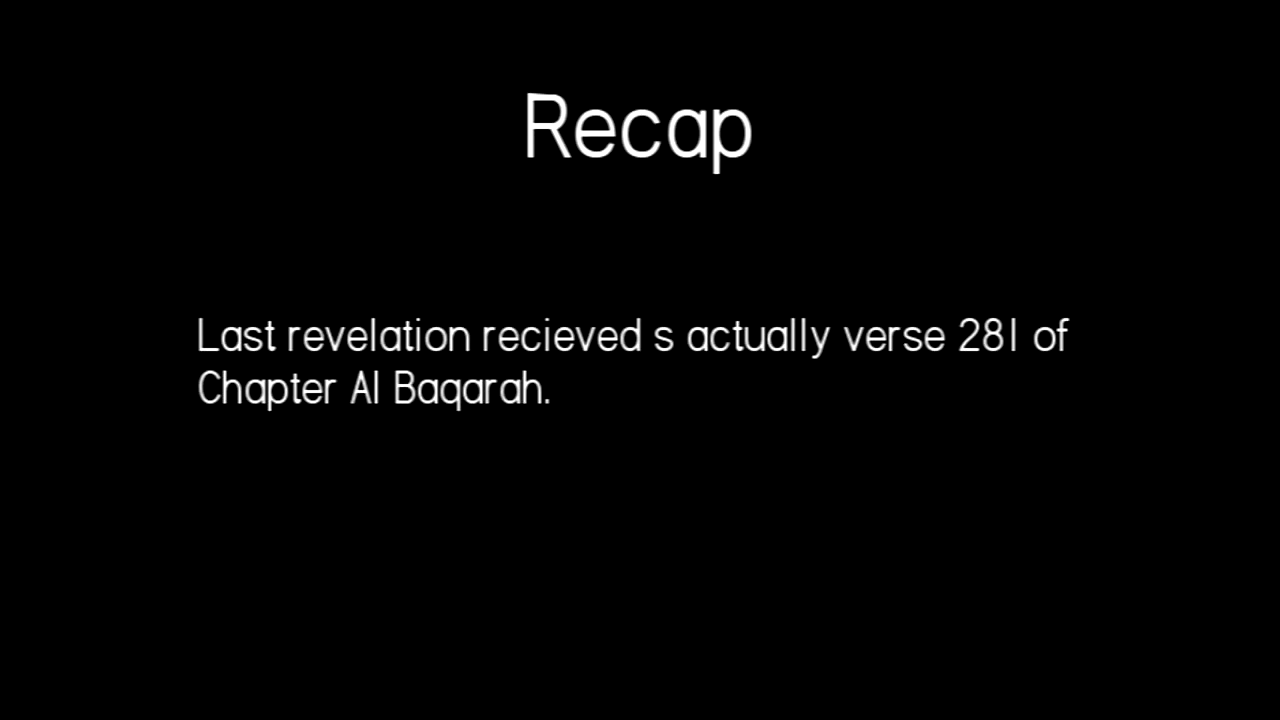 Recap
Last revelation recieved s actually verse 281 of
Chapter Al Baqarah.